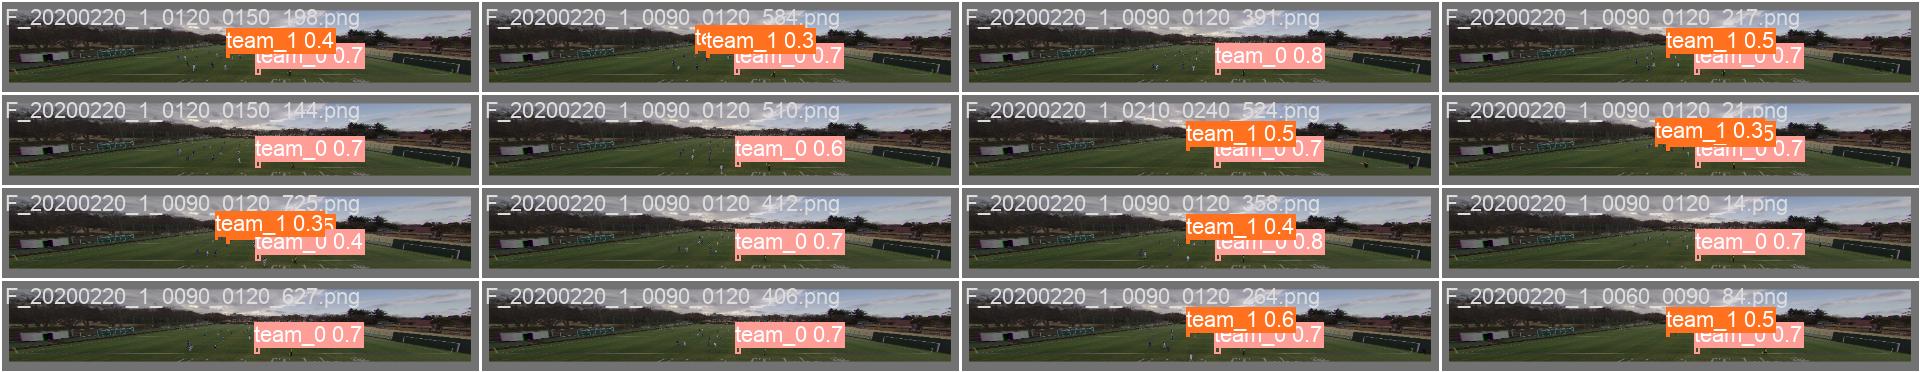 F_20200220_1_0120_0150_198.png
team_1 0.4
team_0 0.7
F_20200220_1_0090_0120_584.png
team_1 0.3
team_0 0.7
F_20200220_1_0090_0120_391.png
team_0 0.8
F_20200220_1_0090_0120_217.png
team_1 0.5
team_0 0.7
F_20200220_1_0120_0150_144.png
team_0 0.7
F_20200220_1_0090_0120_510.png
team_0 0.6
F_20200220_1_0210_0240_524.png
team_1 0.5
team_0 0.7
F_20200220_1_0090_0120_21.png
team_1 0.3
team_0 0.7
F_20200220_1_0090_0120_725.png
team_1 0.3
team_0 0.4
F_20200220_1_0090_0120_412.png
team_0 0.7
F_20200220_1_0090_0120_358.png
team_1 0.4
team_0 0.8
F_20200220_1_0090_0120_14.png
team_0 0.7
F_20200220_1_0090_0120_627.png
team_0 0.7
F_20200220_1_0090_0120_406.png
team_0 0.7
F_20200220_1_0090_0120_264.png
team_1 0.6
team_0 0.7
F_20200220_1_0060_0090_84.png
team_1 0.5
team_0 0.7